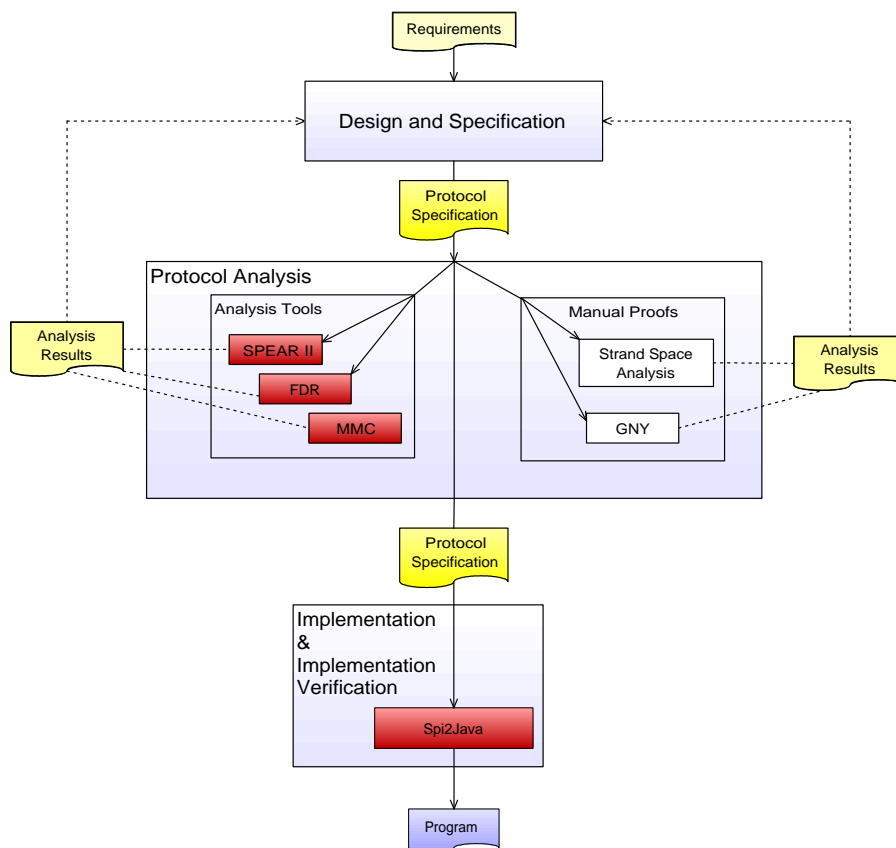 Requirements
Design and Specification
Protocol
Specification
Protocol Analysis
Analysis Tools
SPEAR II
FDR
MMC
Manual Proofs
Strand Space
Analysis
GNY
Analysis
Results
Analysis
Results
Protocol
Specification
Implementation
&
Implementation
Verification
Spi2Java
Program